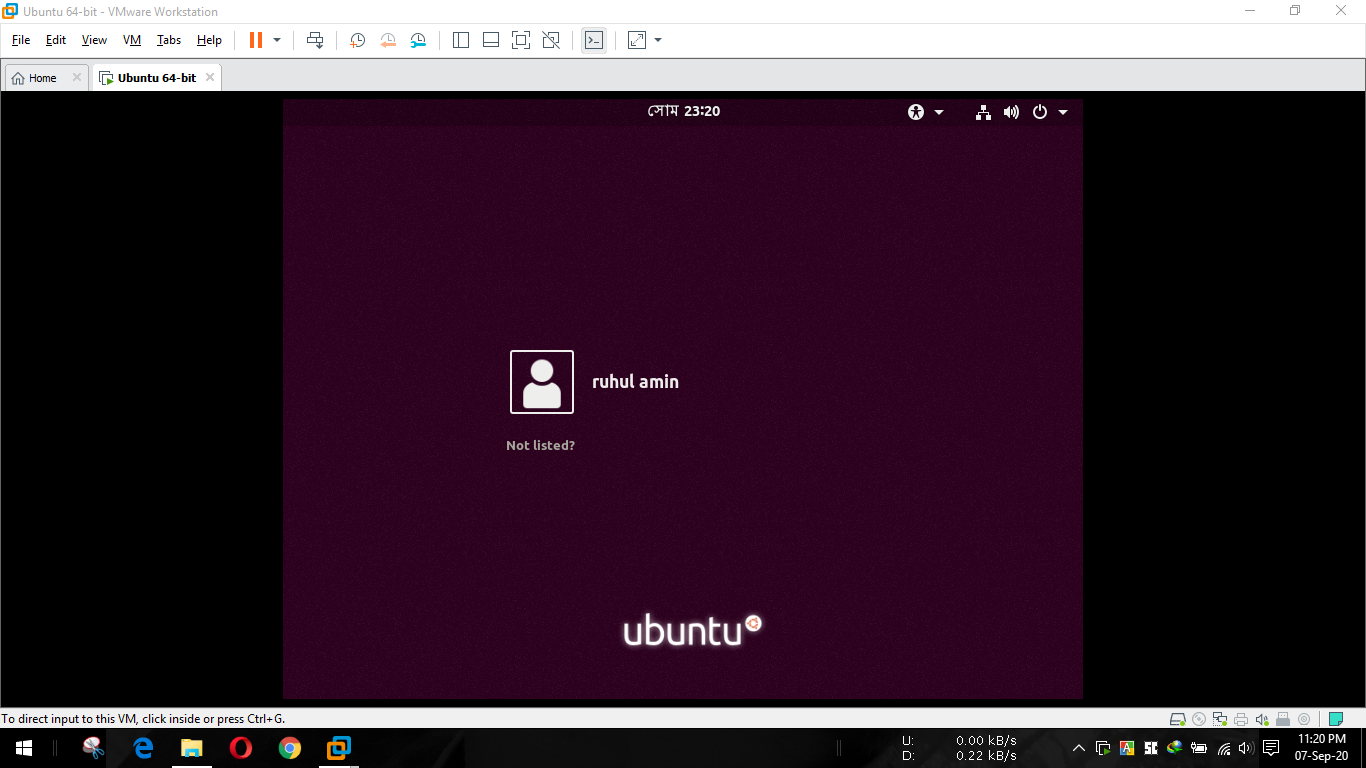 Ubuntu 64-bit - VMware Workstation
File Edit View VM Tabs Help
Home Ubuntu 64-bit
সোম 23:20
ruhul amin
Not listed?
ubuntu
To direct input to this VM, click inside or press Ctrl+G.
U: 0.00 kB/s
D: 0.22 kB/s
11:20 PM
07-Sep-20